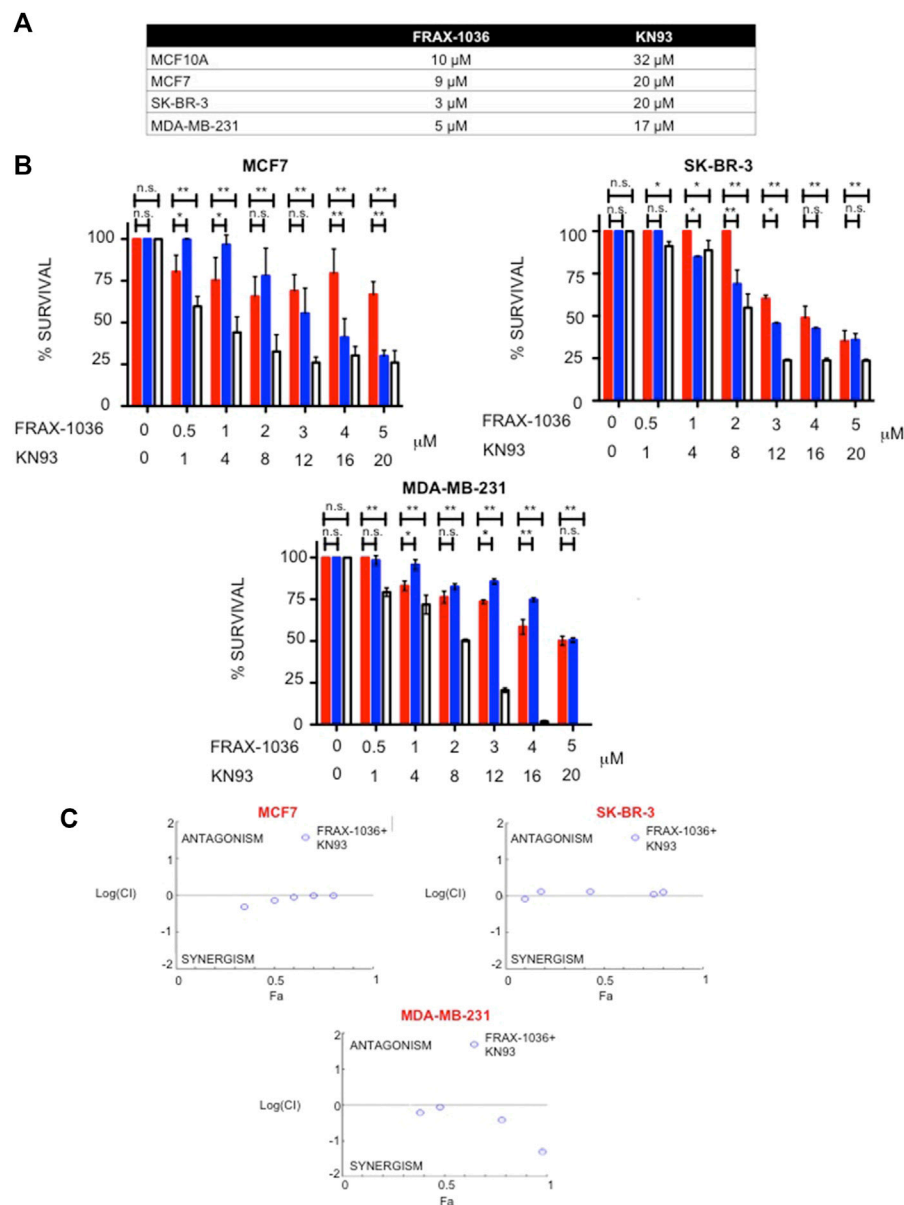 A
FRAX-1036 KN93
MCF10A 10 µM 32 µM
MCF7 9 µM 20 µM
SK-BR-3 3 µM 20 µM
MDA-MB-231 5 µM 17 µM
B
MCF7
n.s. ** ** ** ** ** **
n.s. * * n.s. n.s. ** **
100
75
50
25
0
% SURVIVAL
FRAX-1036 0 0.5 1 2 3 4 5
µM
KN93 0 1 4 8 12 16 20
SK-BR-3
n.s. * * ** ** ** **
n.s. n.s. * ** * n.s. n.s.
100
75
50
25
0
% SURVIVAL
FRAX-1036 0 0.5 1 2 3 4 5
µM
KN93 0 1 4 8 12 16 20
MDA-MB-231
n.s. ** ** ** ** ** **
n.s. n.s. * n.s. * ** n.s.
100
75
50
25
0
% SURVIVAL
FRAX-1036 0 0.5 1 2 3 4 5
µM
KN93 0 1 4 8 12 16 20
C
MCF7
2
1
0
-1
-2
Log(CI)
ANTAGONISM
FRAX-1036+
KN93
SYNERGISM
0 0.5 1
Fa
SK-BR-3
2
1
0
-1
-2
Log(CI)
ANTAGONISM
FRAX-1036+
KN93
SYNERGISM
0 0.5 1
Fa
MDA-MB-231
2
1
0
-1
-2
Log(CI)
ANTAGONISM
FRAX-1036+
KN93
SYNERGISM
0 0.5 1
Fa